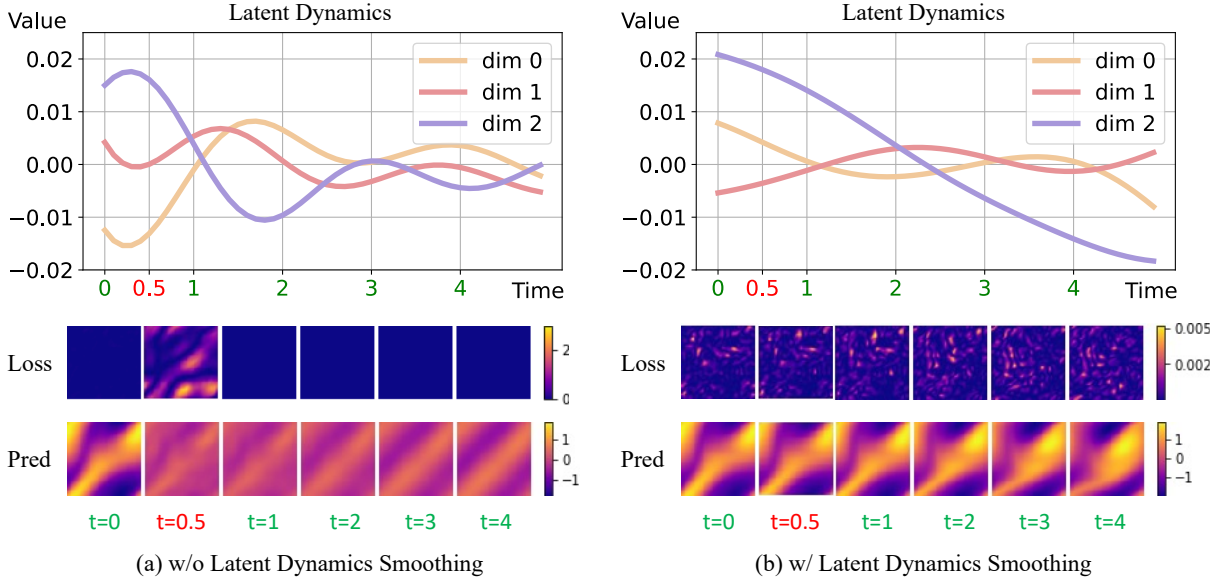 Latent Dynamics
Value
0.02
0.01
0.00
−0.01
−0.02
dim 0
dim 1
dim 2
0 0.5 1 2 3 4 Time
Loss
2
0
Pred
1
0
−1
t=0 t=0.5 t=1 t=2 t=3 t=4
(a) w/o Latent Dynamics Smoothing
Latent Dynamics
Value
0.02
0.01
0.00
−0.01
−0.02
dim 0
dim 1
dim 2
0 0.5 1 2 3 4 Time
Loss
0.005
0.002
Pred
1
0
−1
t=0 t=0.5 t=1 t=2 t=3 t=4
(b) w/ Latent Dynamics Smoothing